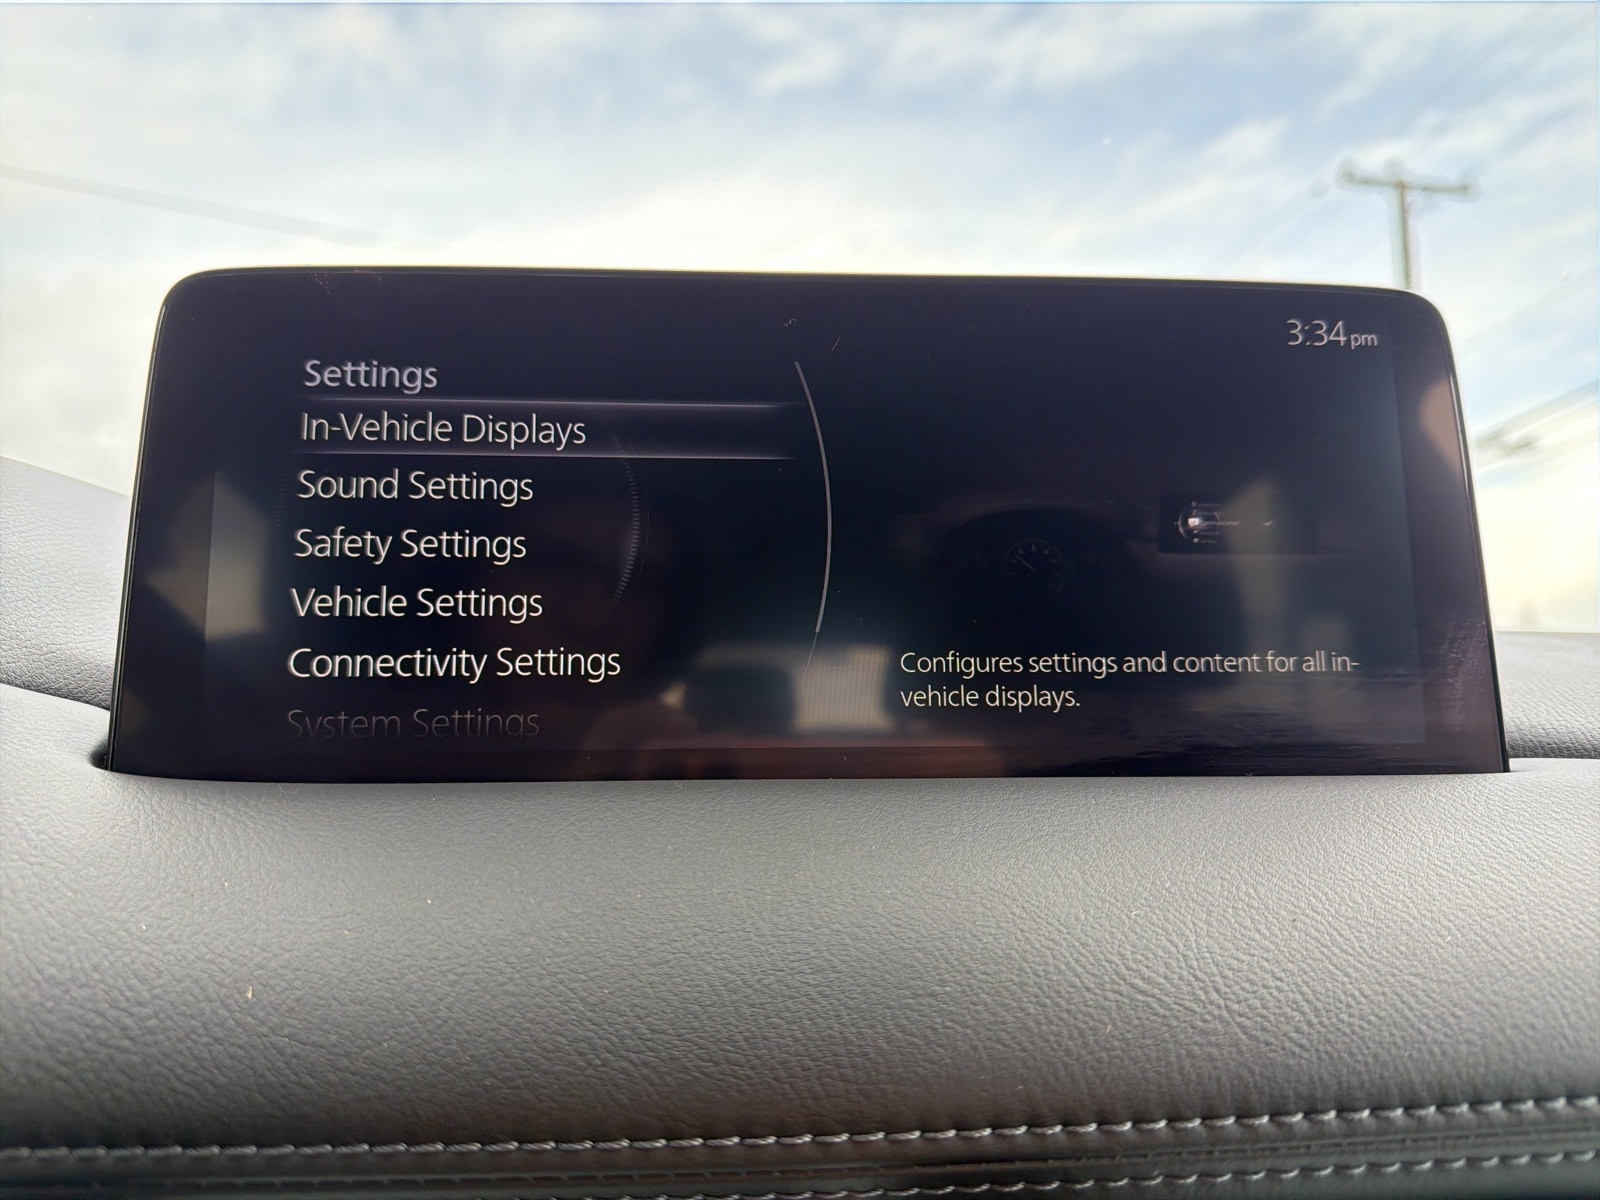 3:34pm
Settings
In-Vehicle Displays
Sound Settings
Safety Settings
Vehicle Settings
Connectivity Settings
System Settings
Configures settings and content for all in-
vehicle displays.